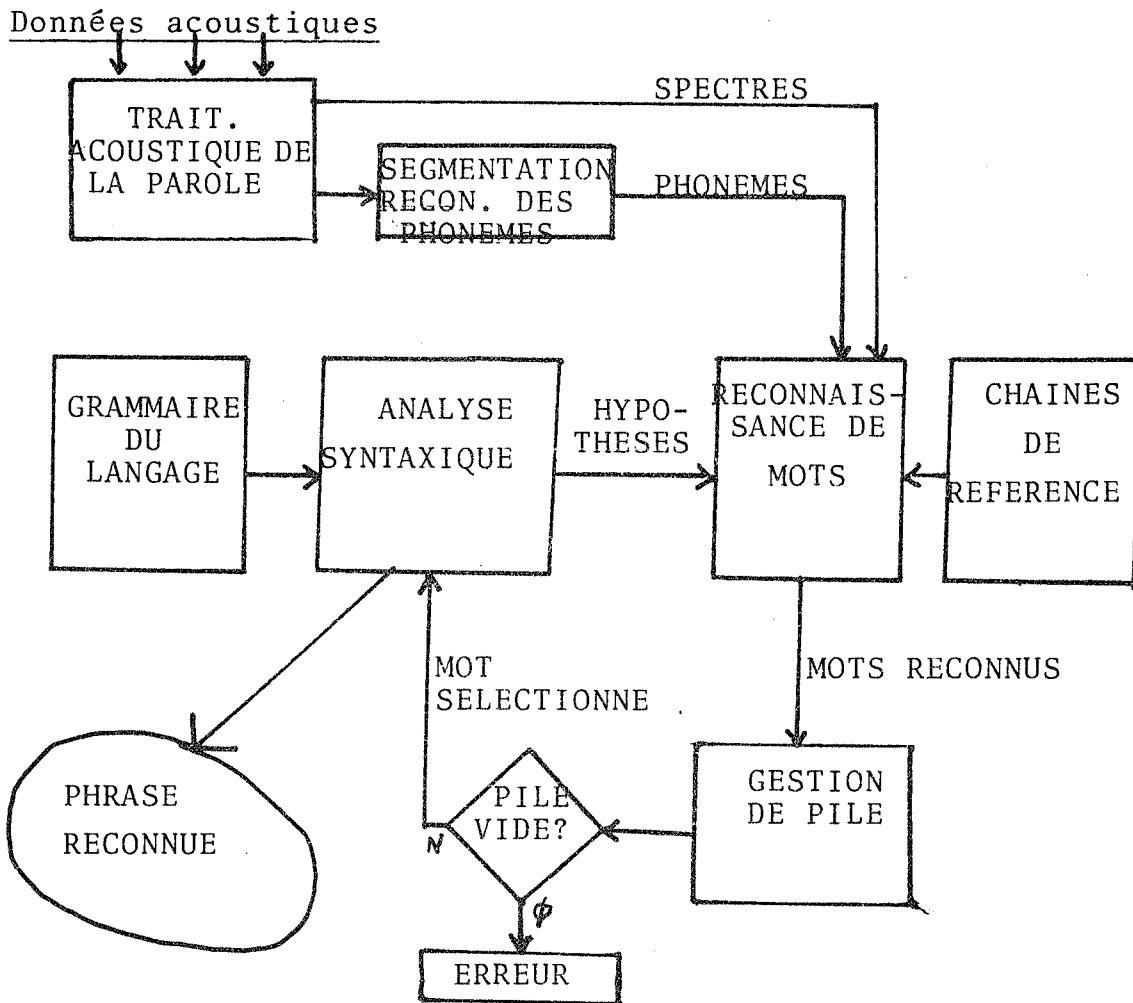 Données acoustiques
TRAIT.
ACOUSTIQUE DE
LA PAROLE
SPECTRES
SEGMENTATION
RECON. DES
PHONEMES
PHONEMES
GRAMMAIRE
DU
LANGAGE
ANALYSE
SYNTAXIQUE
HYPO-
THESES
RECONNAIS-
SANCE DE
MOTS
CHAINES
DE
REFERENCE
MOT
SELECTIONNE
MOTS RECONNUS
PHRASE
RECONNUE
PILE
VIDE?
N
GESTION
DE PILE
ERREUR